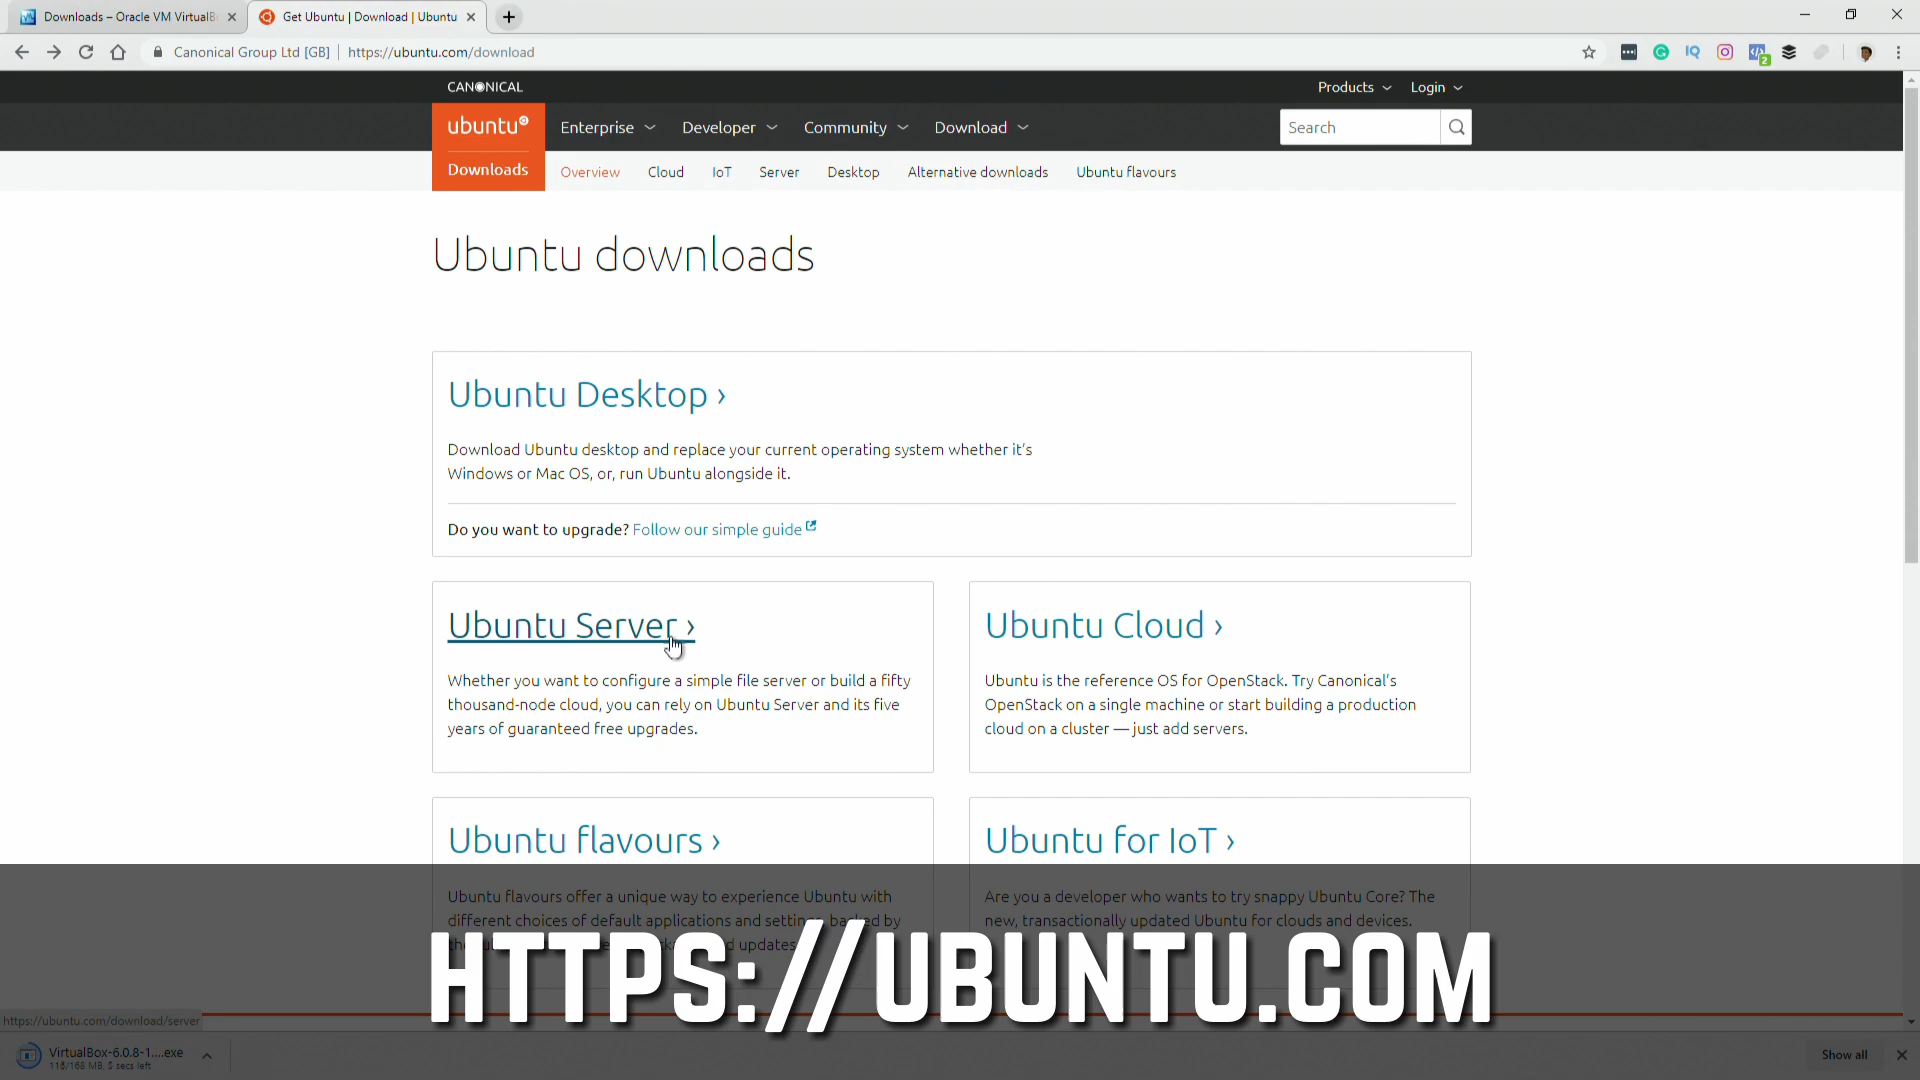 Downloads – Oracle VM VirtualB
Get Ubuntu | Download | Ubuntu
Canonical Group Ltd [GB]
https://ubuntu.com/download
CANONICAL
Products
Login
ubuntu
Enterprise
Developer
Community
Download
Search
Downloads
Overview
Cloud
IoT
Server
Desktop
Alternative downloads
Ubuntu flavours
Ubuntu downloads
Ubuntu Desktop ›
Download Ubuntu desktop and replace your current operating system whether it's
Windows or Mac OS, or, run Ubuntu alongside it.
Do you want to upgrade? Follow our simple guide
Ubuntu Server ›
Whether you want to configure a simple file server or build a fifty
thousand-node cloud, you can rely on Ubuntu Server and its five
years of guaranteed free upgrades.
Ubuntu Cloud ›
Ubuntu is the reference OS for OpenStack. Try Canonical's
OpenStack on a single machine or start building a production
cloud on a cluster — just add servers.
Ubuntu flavours ›
Ubuntu flavours offer a unique way to experience Ubuntu with
different choices of default applications and settings, backed by
updates
Ubuntu for IoT ›
Are you a developer who wants to try snappy Ubuntu Core? The
new, transactionally updated Ubuntu for clouds and devices.
HTTPS://UBUNTU.COM
https://ubuntu.com/download/server
VirtualBox-6.0.8-1....exe
116/168 MB, 5 secs left
Show all